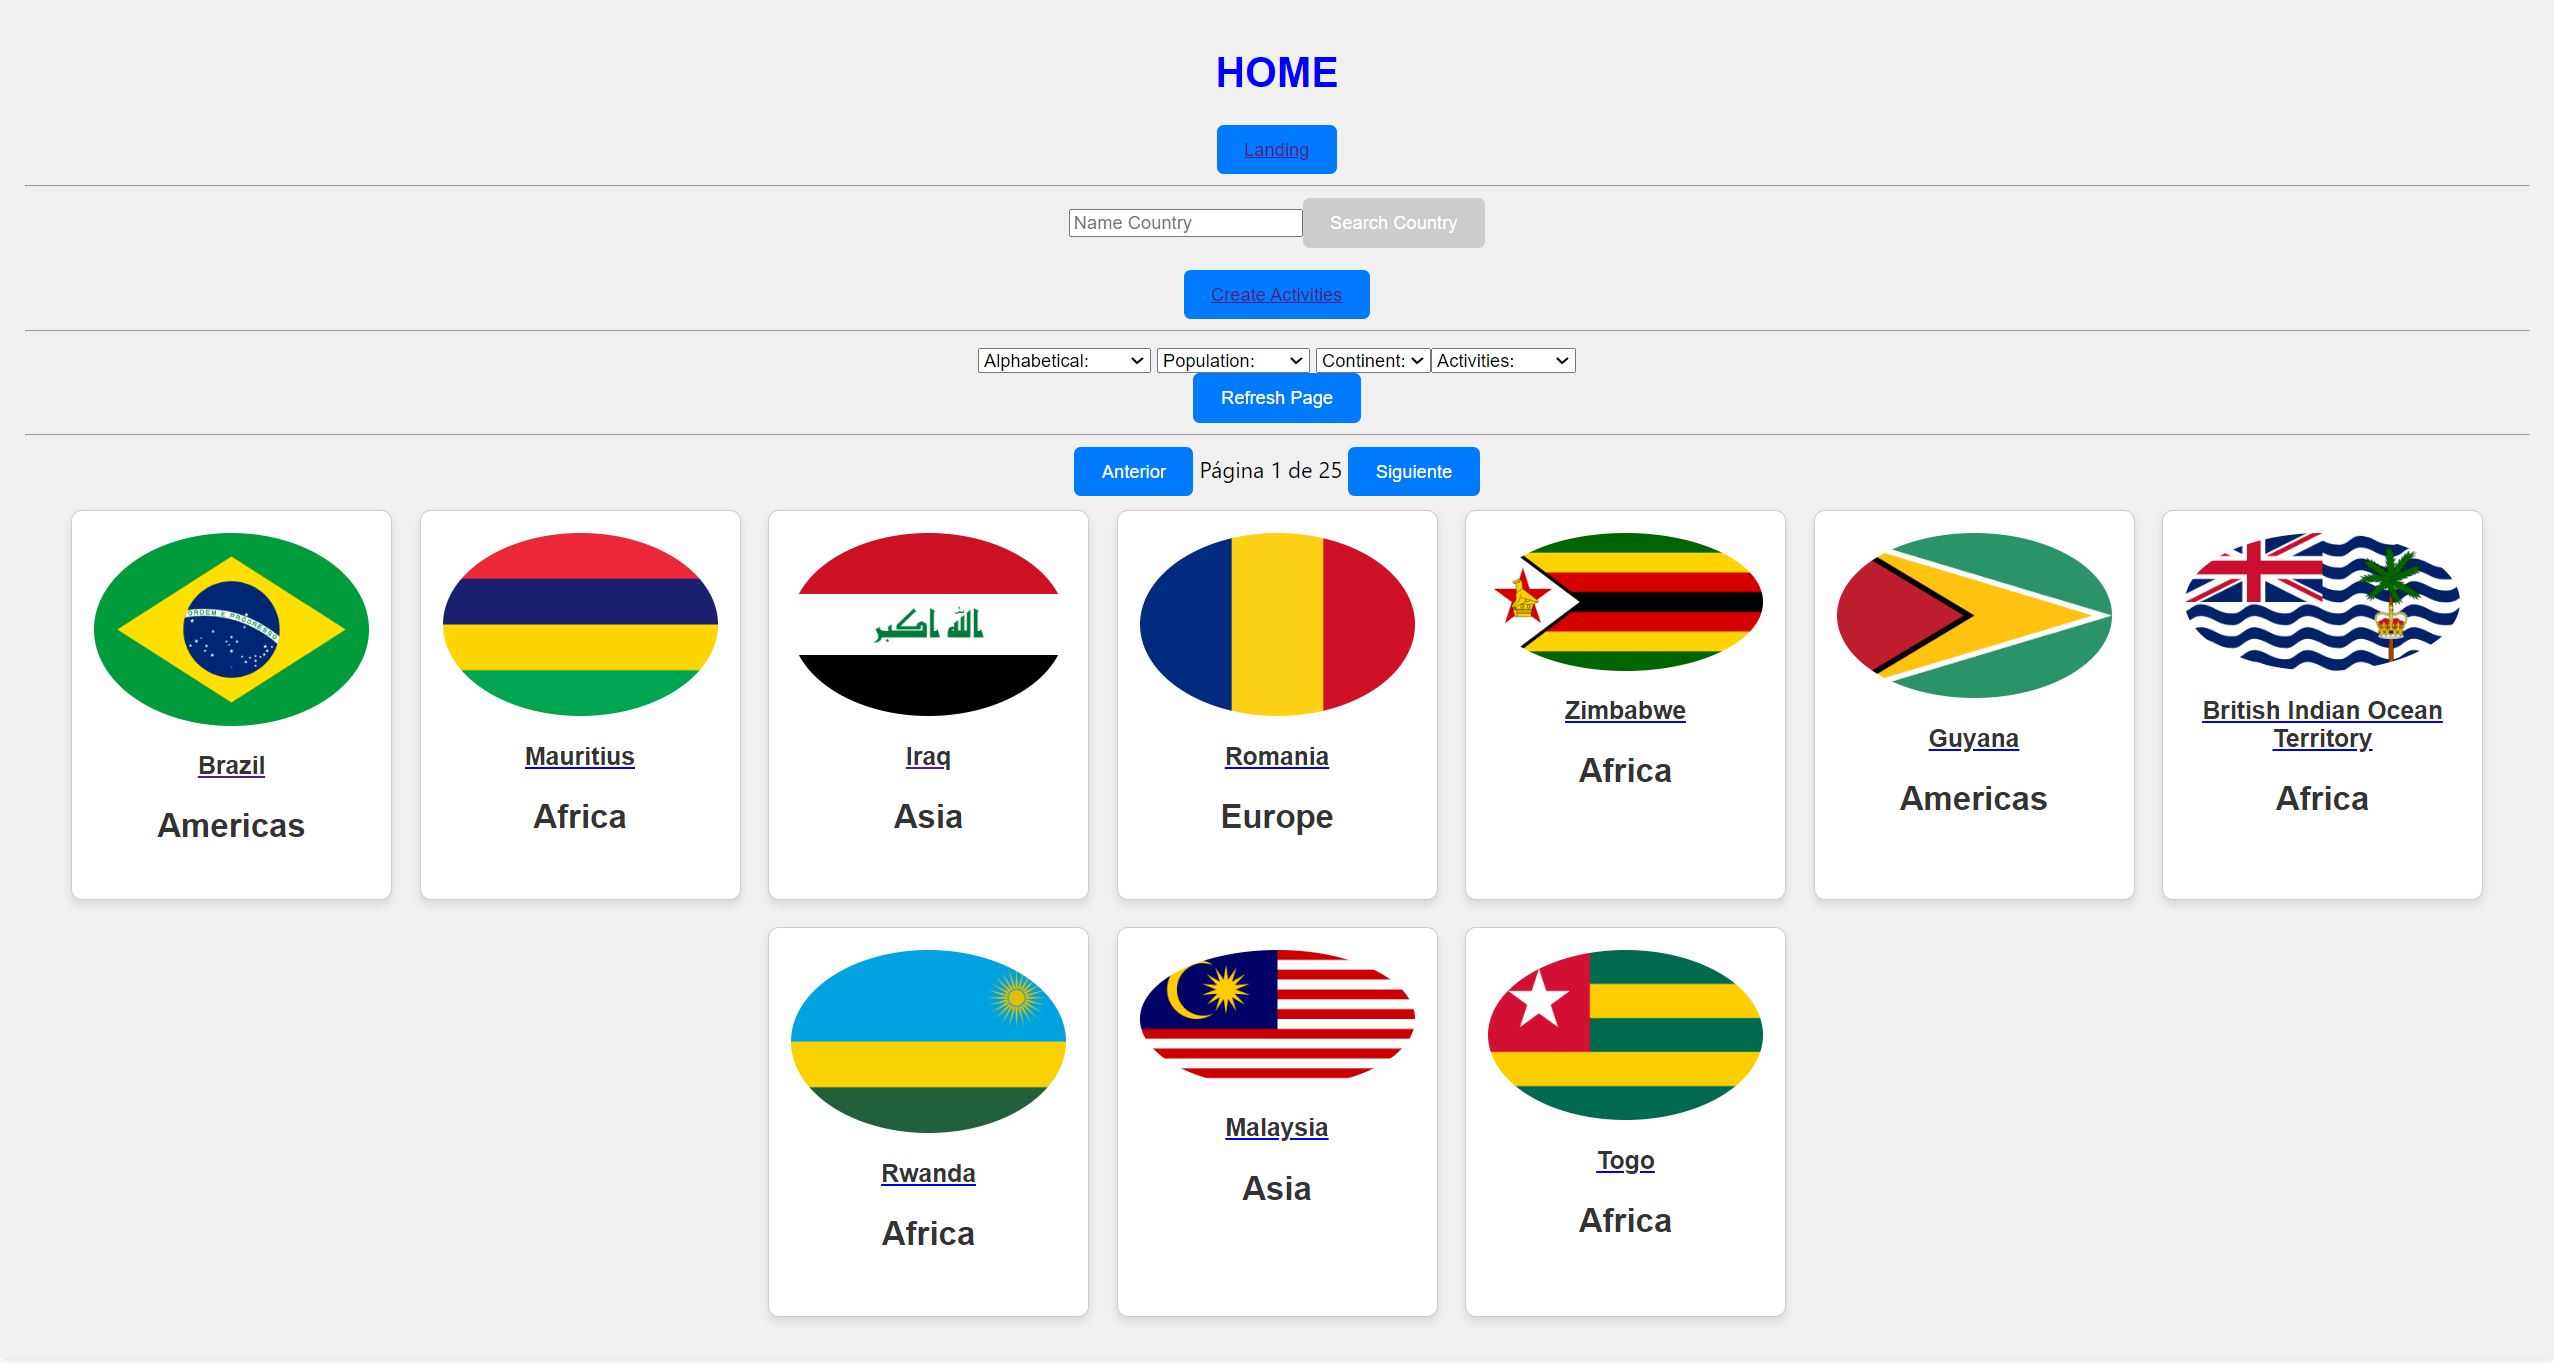 HOME
Landing
Name Country Search Country
Create Activities
Alphabetical: Population: Continent: Activities:
Refresh Page
Anterior Página 1 de 25 Siguiente
ORDEM E PROGRESSO
الله اكبر
Brazil
Americas
Mauritius
Africa
Iraq
Asia
Romania
Europe
Zimbabwe
Africa
Guyana
Americas
British Indian Ocean
Territory
Africa
Rwanda
Africa
Malaysia
Asia
Togo
Africa